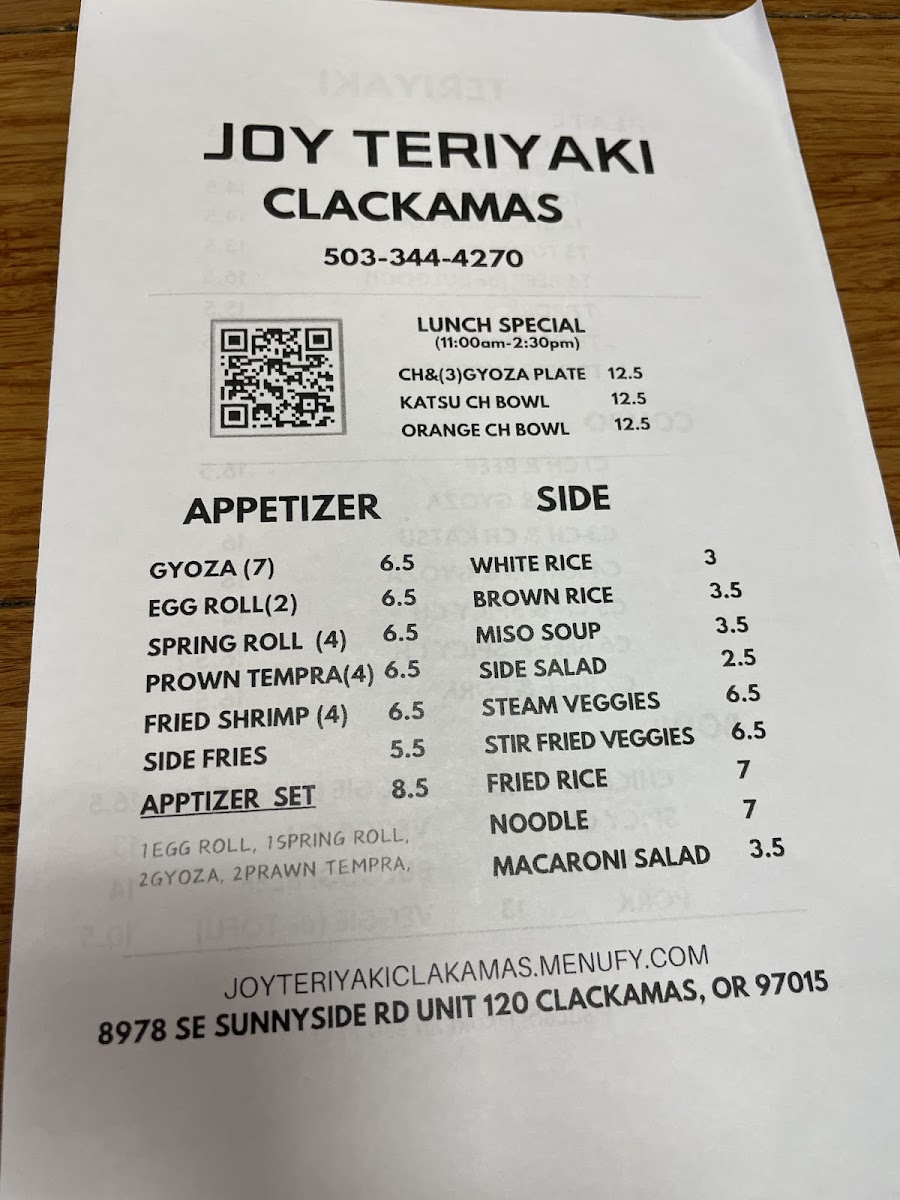 JOY TERIYAKI
CLACKAMAS
503-344-4270
LUNCH SPECIAL
(11:00am-2:30pm)
CH&(3)GYOZA PLATE 12.5
KATSU CH BOWL 12.5
ORANGE CH BOWL 12.5
APPETIZER
GYOZA (7) 6.5
EGG ROLL(2) 6.5
SPRING ROLL (4) 6.5
PROWN TEMPRA(4) 6.5
FRIED SHRIMP (4) 6.5
SIDE FRIES 5.5
APPTIZER SET 8.5
1EGG ROLL, 1SPRING ROLL,
2GYOZA, 2PRAWN TEMPRA,
SIDE
WHITE RICE 3
BROWN RICE 3.5
MISO SOUP 3.5
SIDE SALAD 2.5
STEAM VEGGIES 6.5
STIR FRIED VEGGIES 6.5
FRIED RICE 7
NOODLE 7
MACARONI SALAD 3.5
JOYTERIYAKICLAKAMAS.MENUFY.COM
8978 SE SUNNYSIDE RD UNIT 120 CLACKAMAS, OR 97015